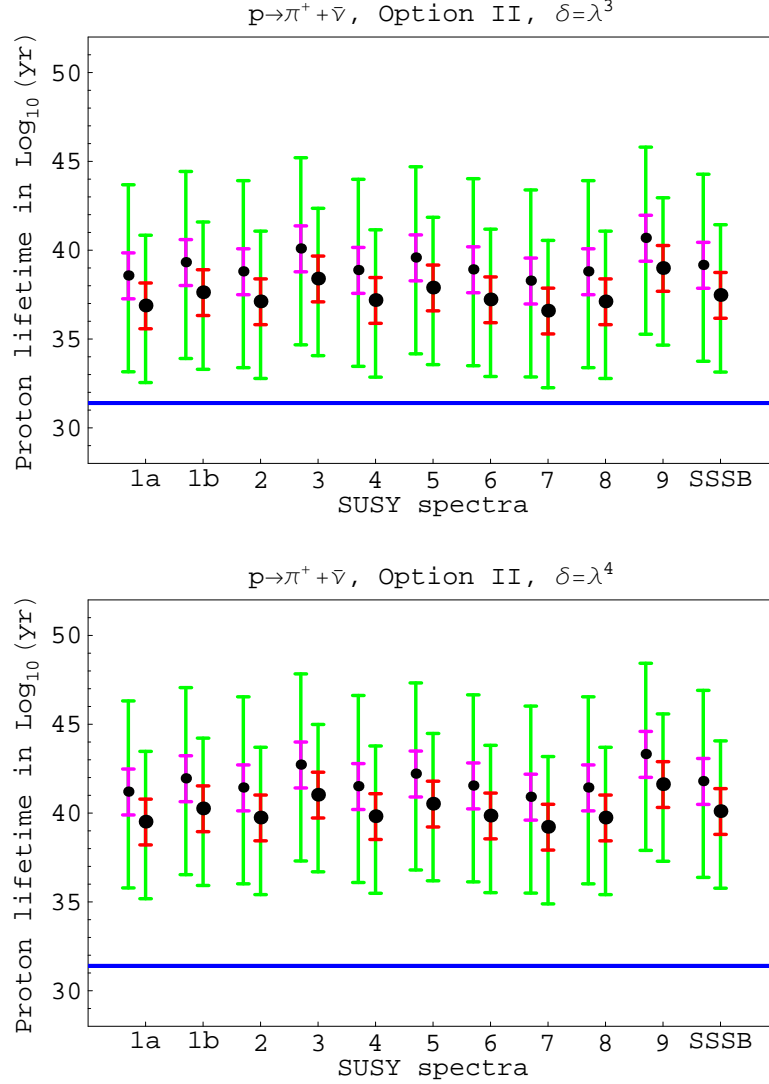 p→π⁺+ν̄, Option II, δ=λ³
Proton lifetime in Log₁₀(yr)
50
45
40
35
30
1a 1b 2 3 4 5 6 7 8 9 SSSB
SUSY spectra
p→π⁺+ν̄, Option II, δ=λ⁴
Proton lifetime in Log₁₀(yr)
50
45
40
35
30
1a 1b 2 3 4 5 6 7 8 9 SSSB
SUSY spectra